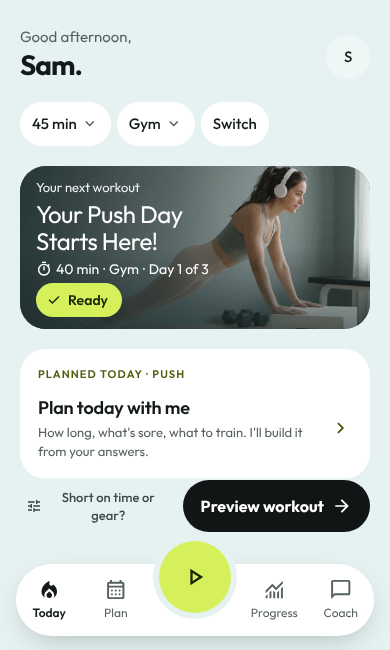 Good afternoon,
Sam.
S
45 min
Gym
Switch
Your next workout
Your Push Day
Starts Here!
40 min · Gym · Day 1 of 3
Ready
PLANNED TODAY · PUSH
Plan today with me
How long, what's sore, what to train. I'll build it
from your answers.
Short on time or
gear?
Preview workout
Today
Plan
Progress
Coach